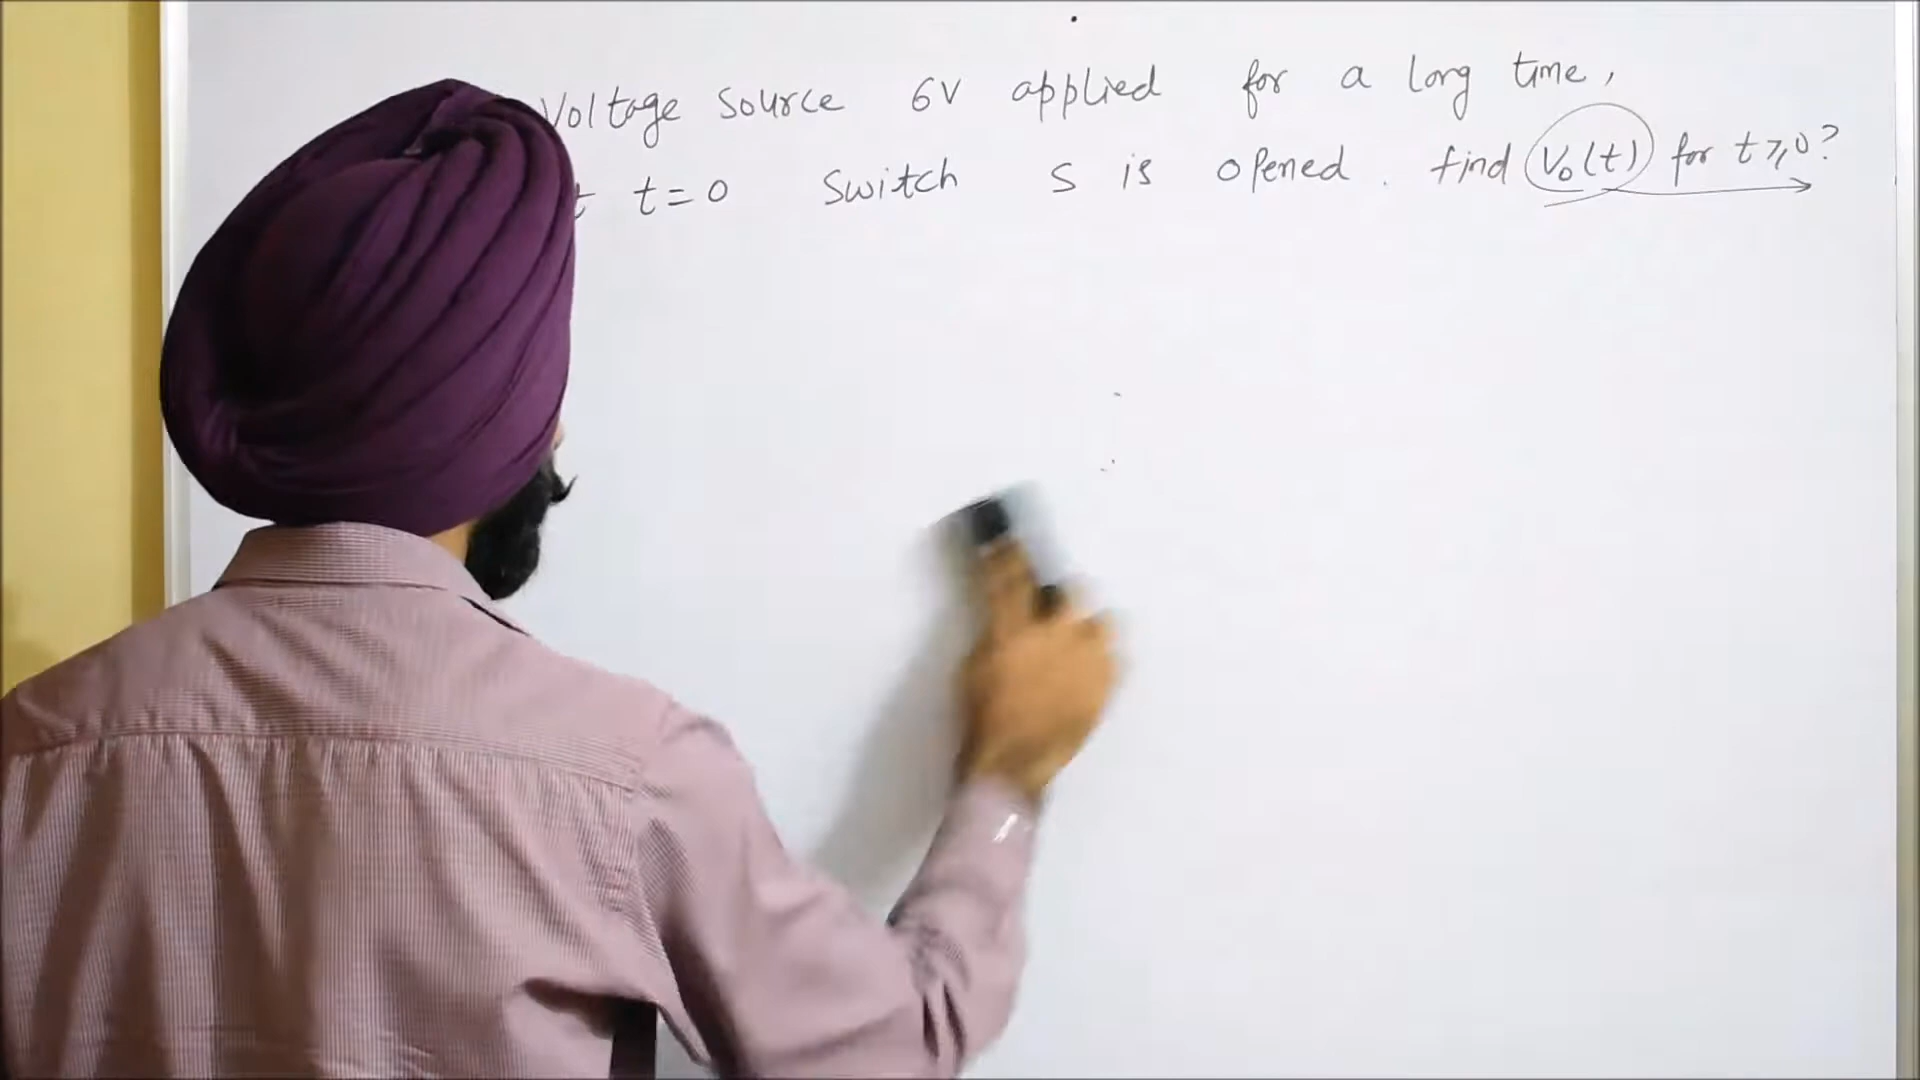 Voltage source 6V applied for a long time,
t = 0 switch S is opened. find V₀(t) for t ⩾ 0?